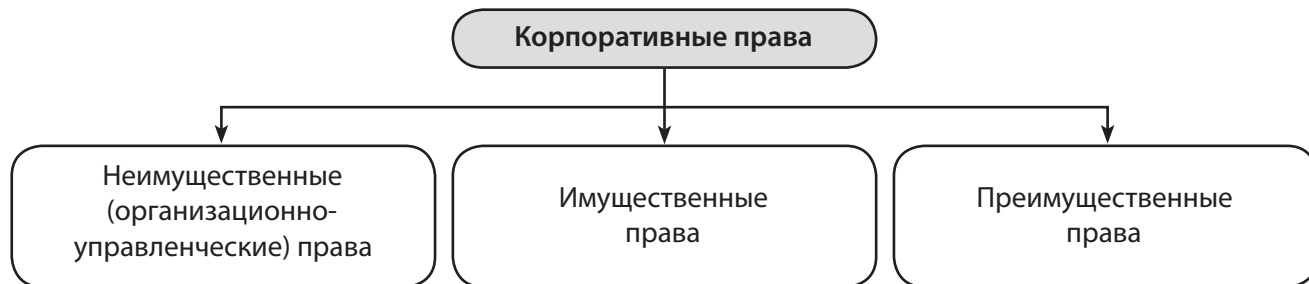 Корпоративные права
Неимущественные
(организационно-
управленческие) права
Имущественные
права
Преимущественные
права